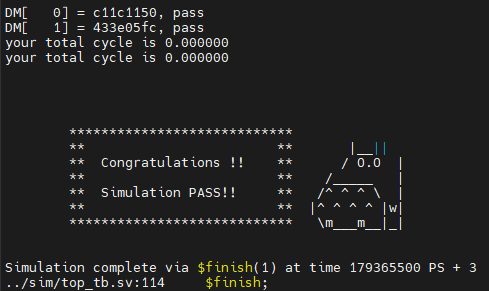 DM[   0] = c11c1150, pass
DM[   1] = 433e05fc, pass
your total cycle is 0.000000
your total cycle is 0.000000
****************************
**                        **       |__||
**  Congratulations !!    **      / O.O  |
**                        **    /_____   |
**  Simulation PASS!!     **   /^ ^ ^ \  |
**                        **  |^ ^ ^ ^ |w|
****************************   \m___m__|_|
Simulation complete via $finish(1) at time 179365500 PS + 3
../sim/top_tb.sv:114     $finish;